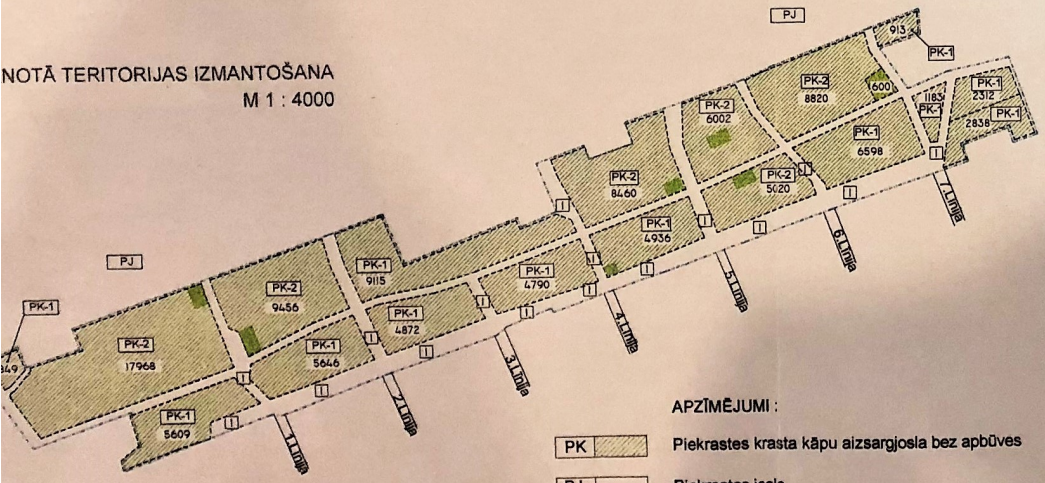 PJ
NOTĀ TERITORIJAS IZMANTOŠANA
M 1 : 4000
913
PK-1
PK-2
8820
600
PK-1
2312
1183
PK-1
PK-1
2838
PK-2
6002
PK-1
6598
I
I
PK-2
8460
PK-2
5020
I
I
7.Līnija
PK-1
4936
I
I
6.Līnija
PJ
PK-1
9115
I
I
PK-1
4790
I
5.Līnija
PK-2
9456
I
I
4.Līnija
PK-1
PK-1
4872
I
I
PK-2
17968
PK-1
5646
I
3.Līnija
849
I
I
2.Līnija
PK-1
5609
I
1.Līnija
APZĪMĒJUMI :
PK Piekrastes krasta kāpu aizsargjosla bez apbūves